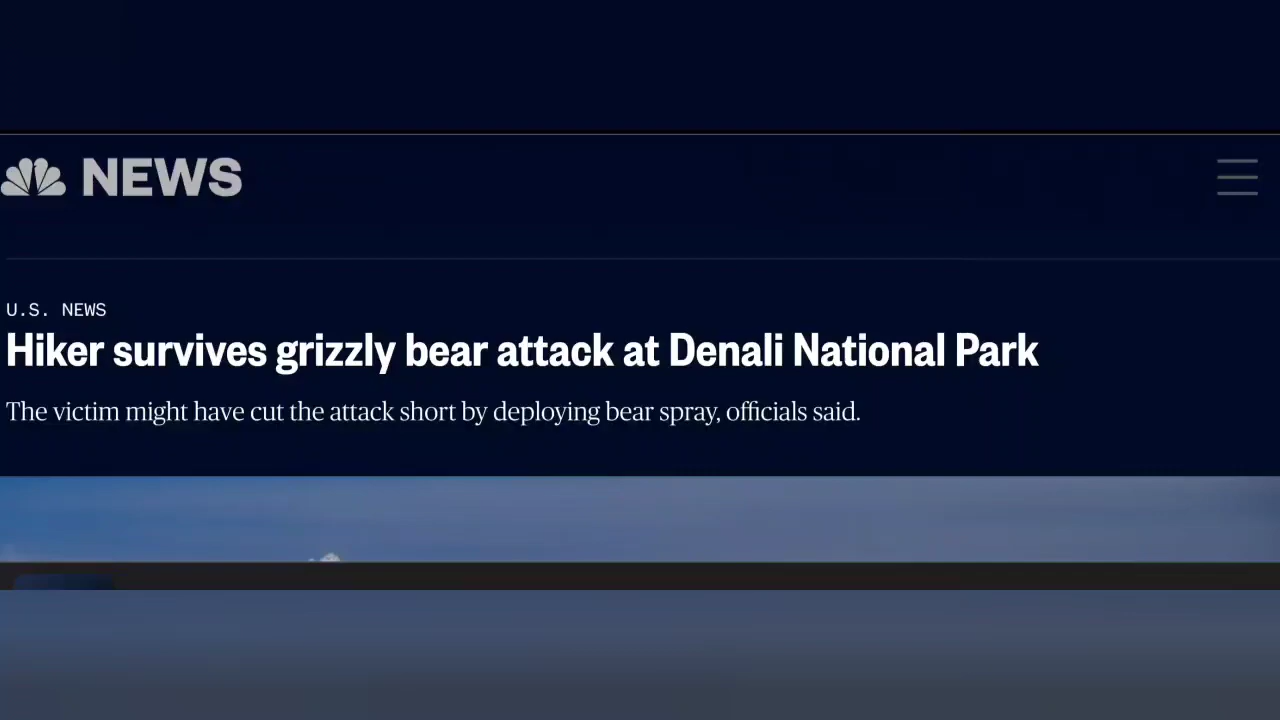 NEWS
U.S. NEWS
Hiker survives grizzly bear attack at Denali National Park
The victim might have cut the attack short by deploying bear spray, officials said.